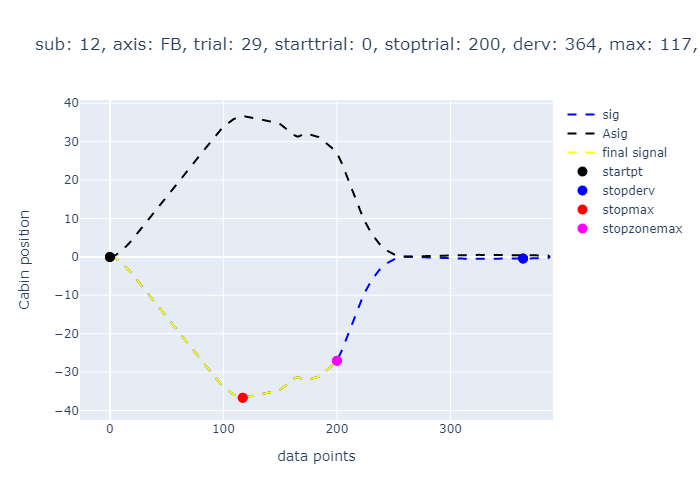 sub: 12, axis: FB, trial: 29, starttrial: 0, stoptrial: 200, derv: 364, max: 117,
40
30
20
10
0
−10
−20
−30
−40
Cabin position
0 100 200 300
data points
sig
Asig
final signal
startpt
stopderv
stopmax
stopzonemax